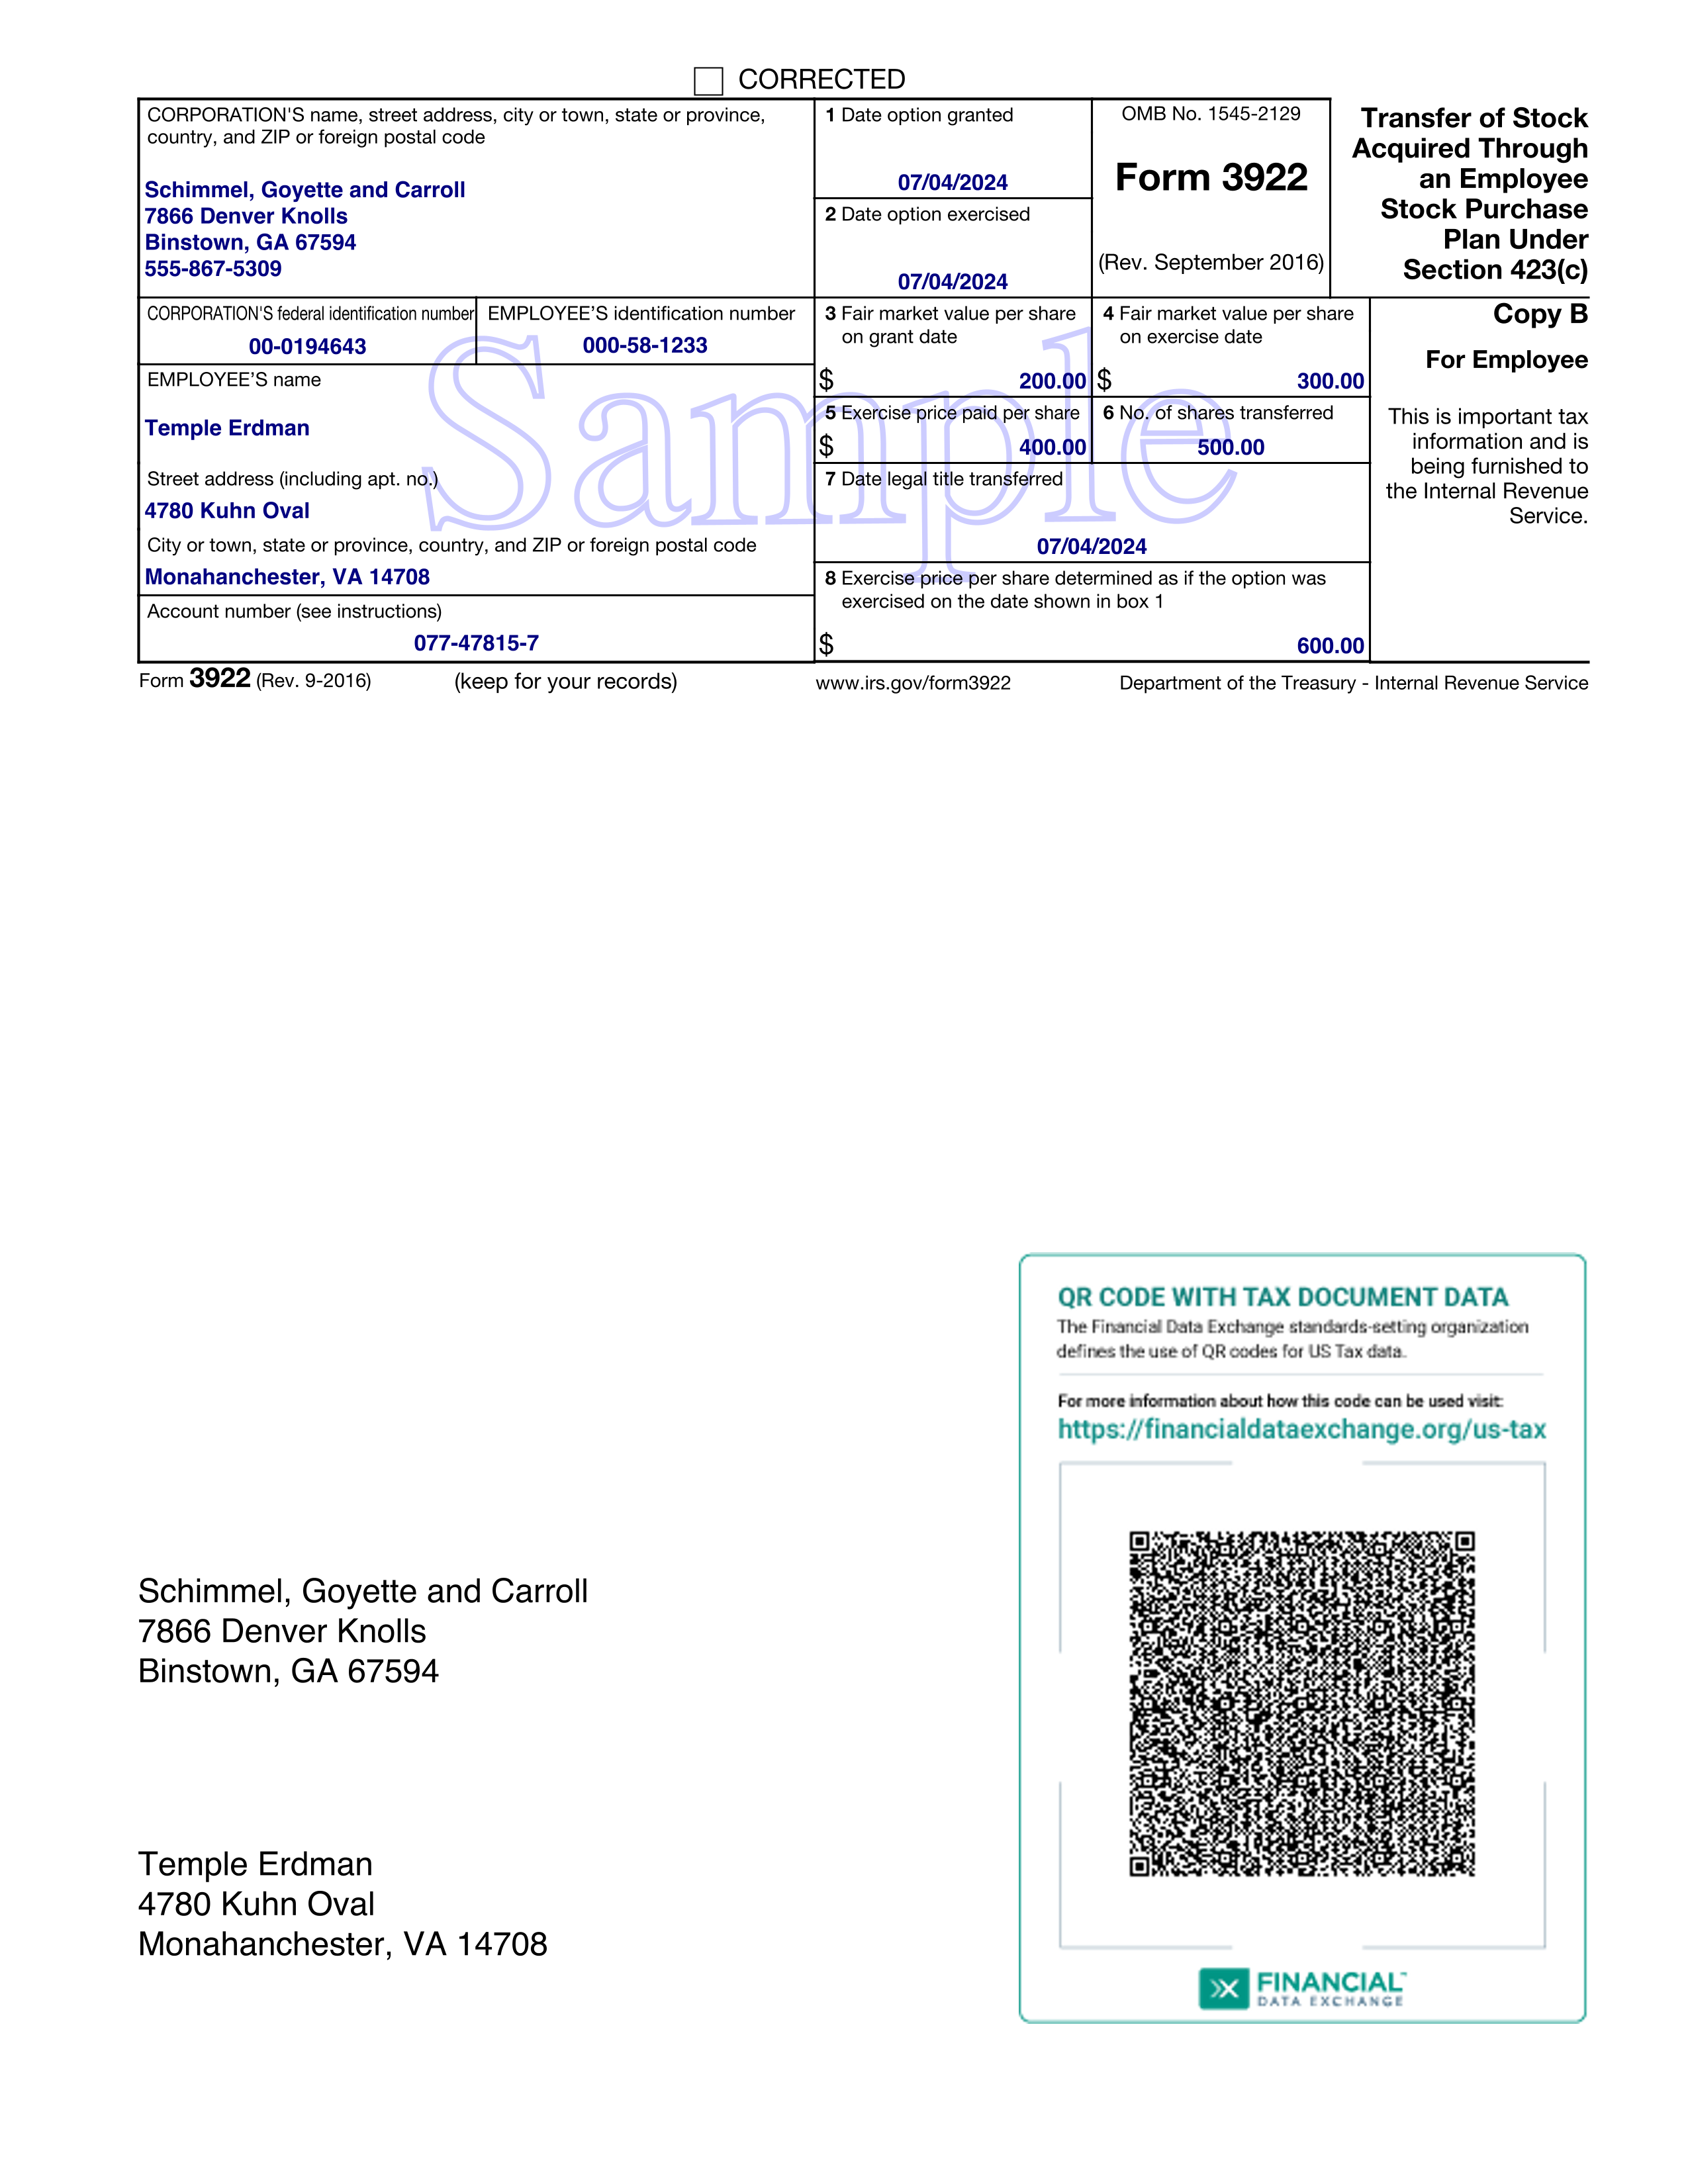 CORRECTED
CORPORATION'S name, street address, city or town, state or province,
country, and ZIP or foreign postal code
Schimmel, Goyette and Carroll
7866 Denver Knolls
Binstown, GA 67594
555-867-5309
1 Date option granted
07/04/2024
2 Date option exercised
07/04/2024
OMB No. 1545-2129
Form 3922
(Rev. September 2016)
Transfer of Stock
Acquired Through
an Employee
Stock Purchase
Plan Under
Section 423(c)
CORPORATION'S federal identification number
00-0194643
EMPLOYEE'S identification number
000-58-1233
3 Fair market value per share
on grant date
$ 200.00
4 Fair market value per share
on exercise date
$ 300.00
Copy B
For Employee
This is important tax
information and is
being furnished to
the Internal Revenue
Service.
EMPLOYEE'S name
Temple Erdman
5 Exercise price paid per share
$ 400.00
6 No. of shares transferred
500.00
Street address (including apt. no.)
4780 Kuhn Oval
7 Date legal title transferred
07/04/2024
City or town, state or province, country, and ZIP or foreign postal code
Monahanchester, VA 14708
8 Exercise price per share determined as if the option was
exercised on the date shown in box 1
$ 600.00
Account number (see instructions)
077-47815-7
Sample
Form 3922 (Rev. 9-2016) (keep for your records) www.irs.gov/form3922 Department of the Treasury - Internal Revenue Service
QR CODE WITH TAX DOCUMENT DATA
The Financial Data Exchange standards-setting organization
defines the use of QR codes for US Tax data.
For more information about how this code can be used visit:
https://financialdataexchange.org/us-tax
Schimmel, Goyette and Carroll
7866 Denver Knolls
Binstown, GA 67594
Temple Erdman
4780 Kuhn Oval
Monahanchester, VA 14708
FINANCIAL™
DATA EXCHANGE